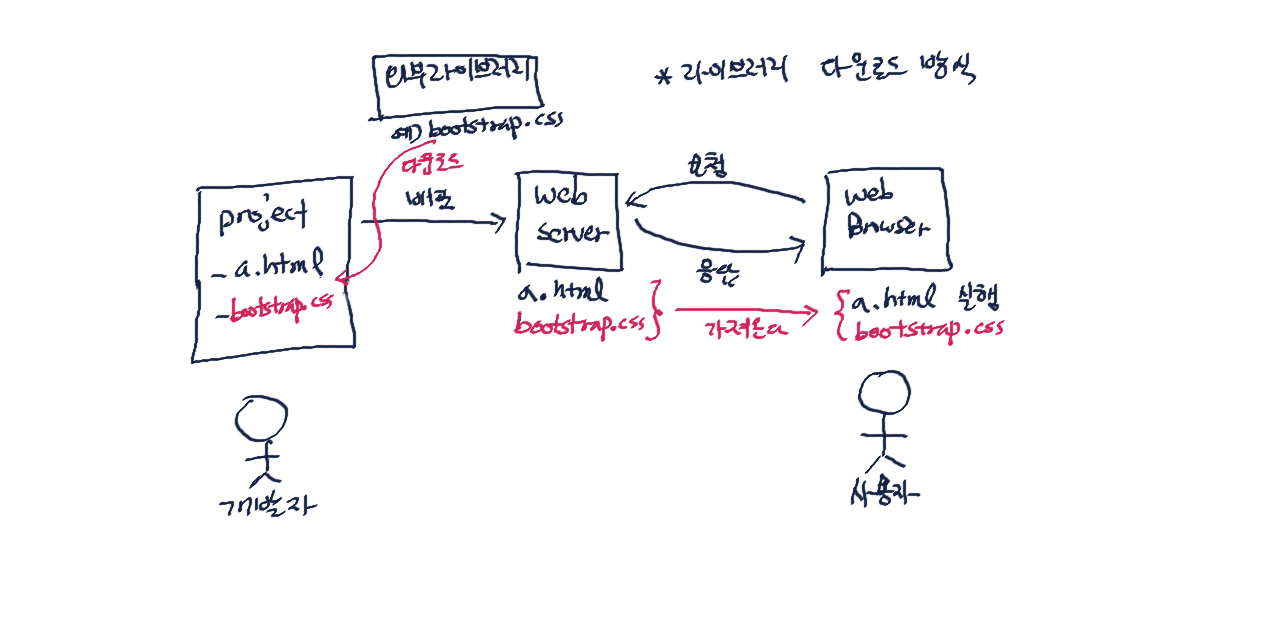 외부라이브러리
* 라이브러리 다운로드 방식
예) bootstrap.css
다운로드
배포
project
- a.html
- bootstrap.css
web
server
요청
응답
web
Browser
a.html
bootstrap.css
가져온다
a.html 실행
bootstrap.css
개발자
사용자